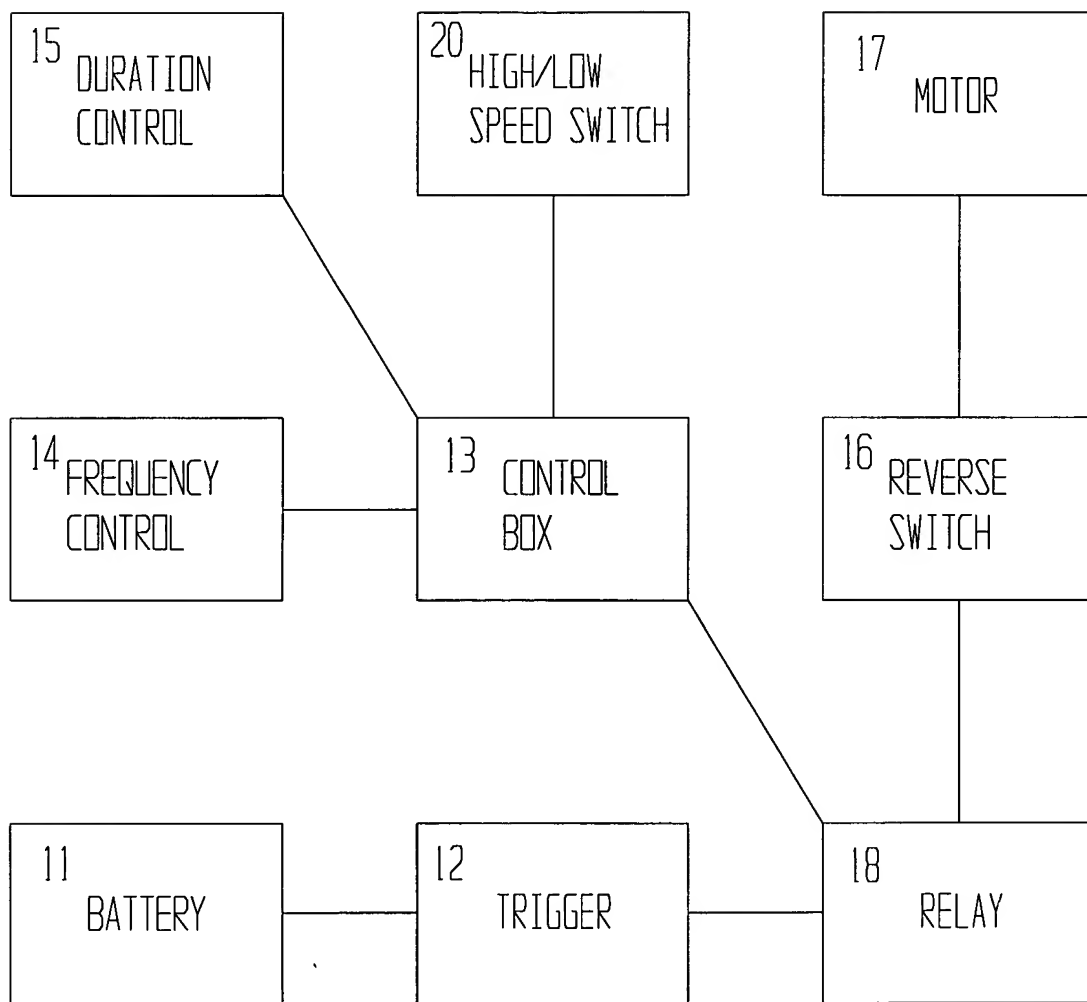 15
DURATION
CONTROL
20
HIGH/LOW
SPEED SWITCH
17
MOTOR
14
FREQUENCY
CONTROL
13
CONTROL
BOX
16
REVERSE
SWITCH
11
BATTERY
12
TRIGGER
18
RELAY